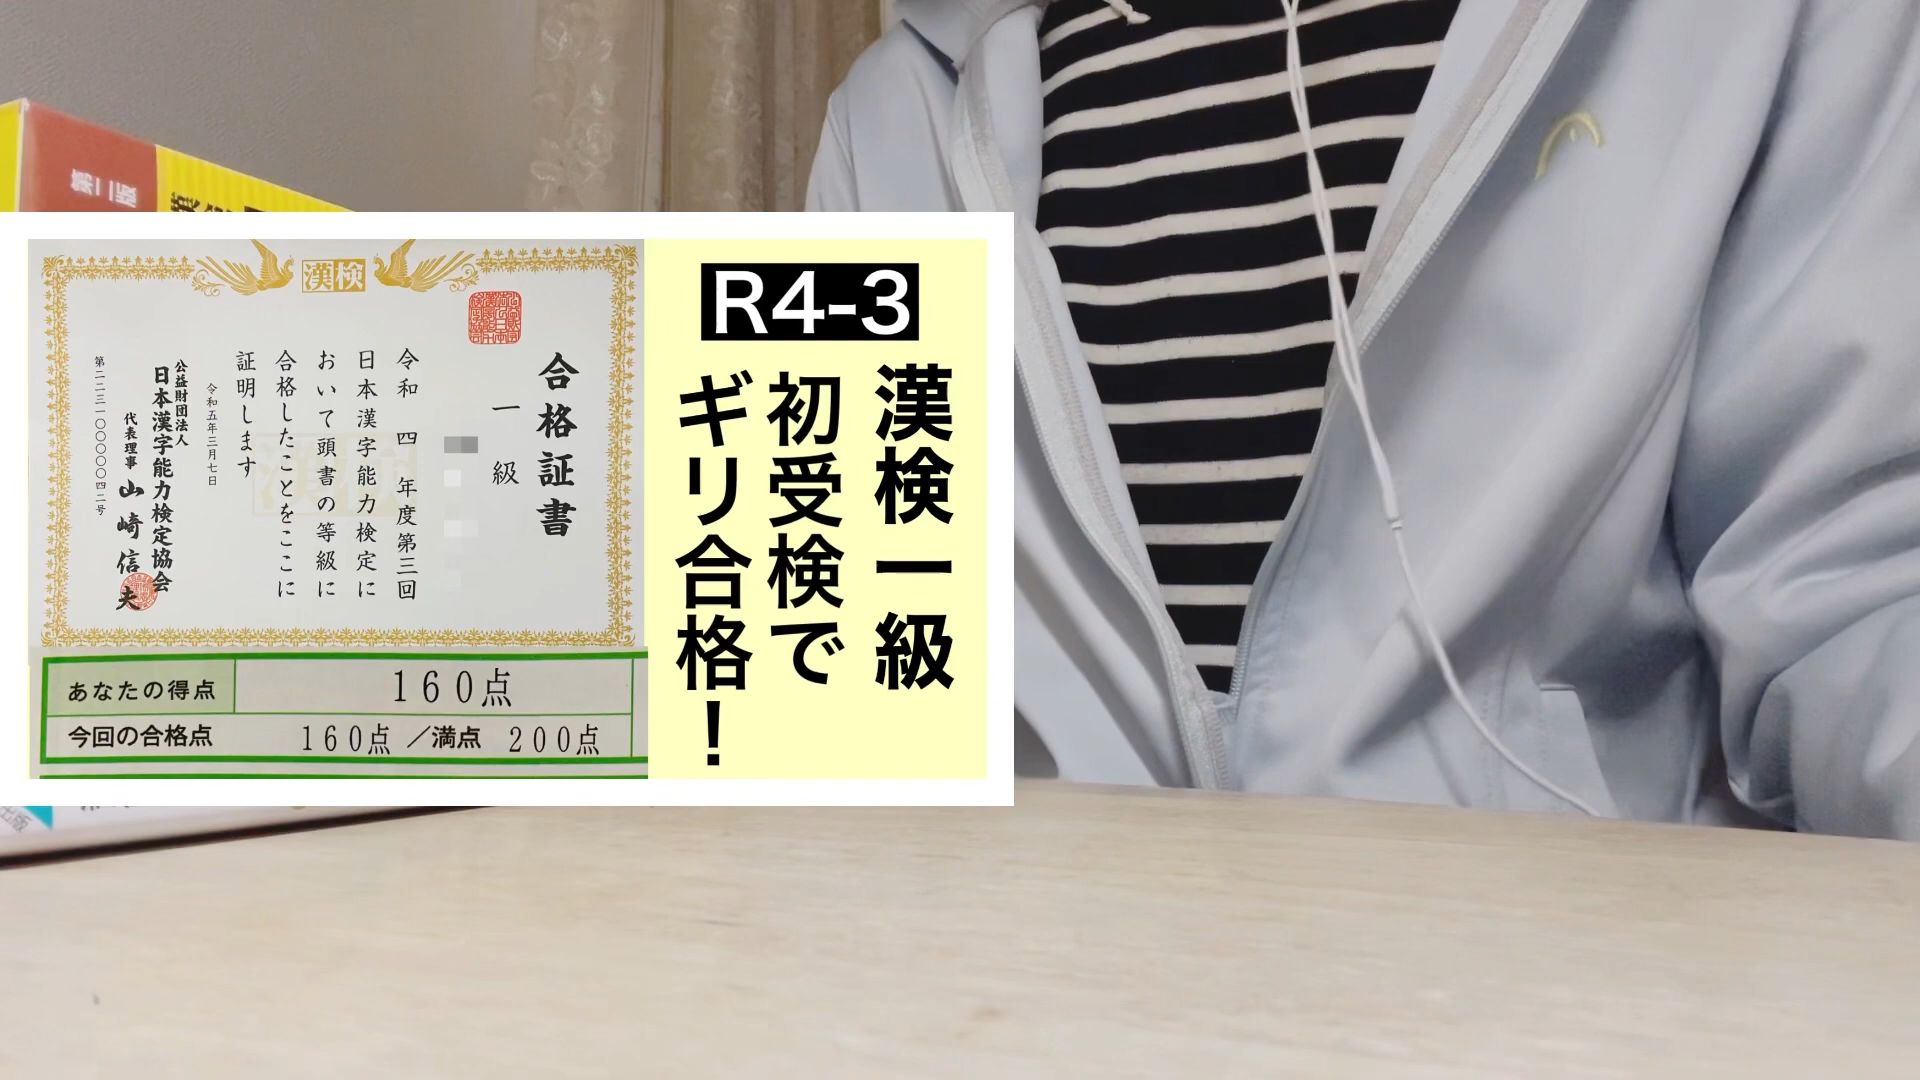 第二版
漢検
合格証書
一級
令和四年度第三回
日本漢字能力検定に
おいて頭書の等級に
合格したことをここに
証明します
令和五年三月七日
公益財団法人
日本漢字能力検定協会
代表理事 山崎信夫
第二二三一〇〇〇〇〇四二号
あなたの得点 160点
今回の合格点 160点／満点 200点
R4-3
漢検一級
初受検で
ギリ合格！
出版